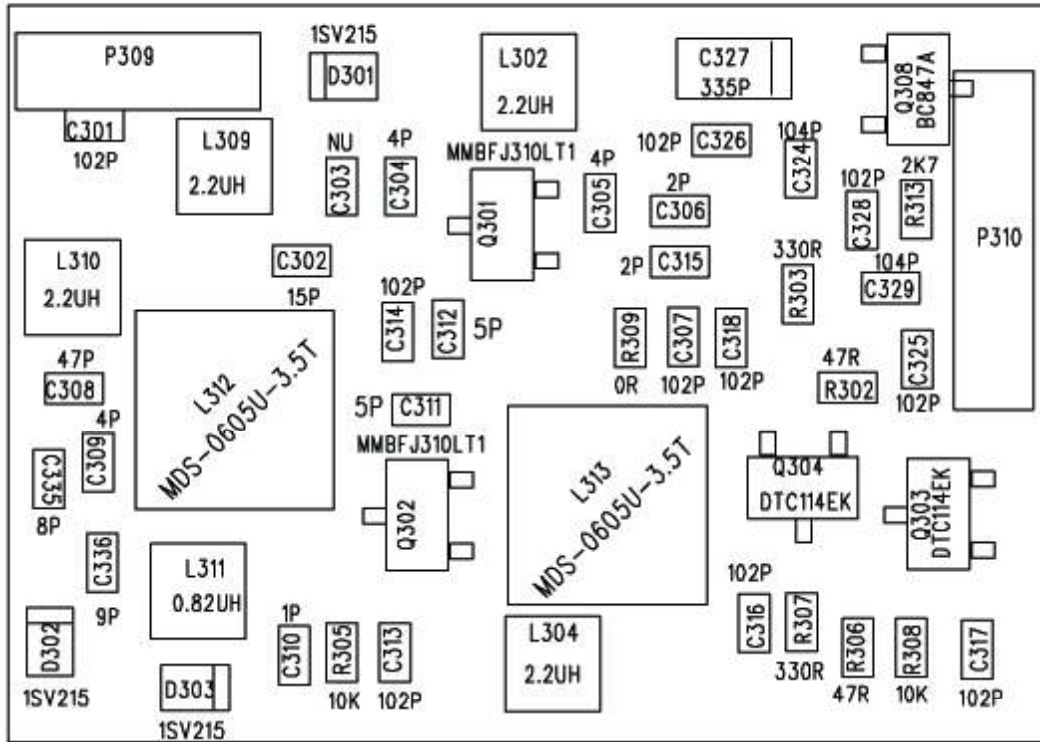 P309
C301
102P
1SV215
D301
L302
2.2UH
C327
335P
Q308
BC847A
L309
2.2UH
NU
C303
4P
C304
MMBFJ310LT1
Q301
4P
C305
102P
C326
2P
C306
104P
C324
102P
C328
2K7
R313
P310
L310
2.2UH
C302
15P
2P
C315
330R
R303
104P
C329
102P
C314
C312
5P
R309
0R
C307
102P
C318
102P
47R
R302
C325
102P
47P
C308
L312
MDS-0605U-3.5T
5P
C311
MMBFJ310LT1
Q302
4P
C309
C335
8P
L313
MDS-0605U-3.5T
Q304
DTC114EK
Q303
DTC114EK
C336
9P
L311
0.82UH
D302
1SV215
D303
1SV215
1P
C310
R305
10K
C313
102P
L304
2.2UH
102P
C316
R307
330R
R306
47R
R308
10K
C317
102P